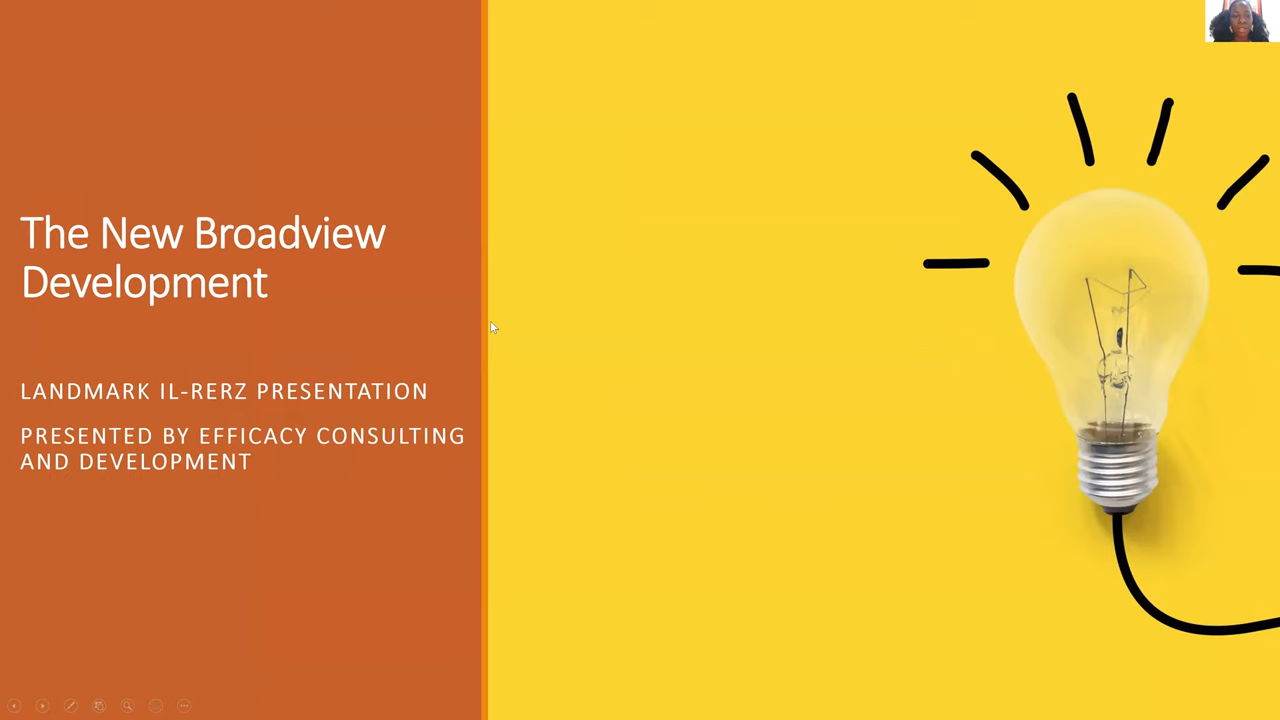 The New Broadview
Development
LANDMARK IL-RERZ PRESENTATION
PRESENTED BY EFFICACY CONSULTING
AND DEVELOPMENT